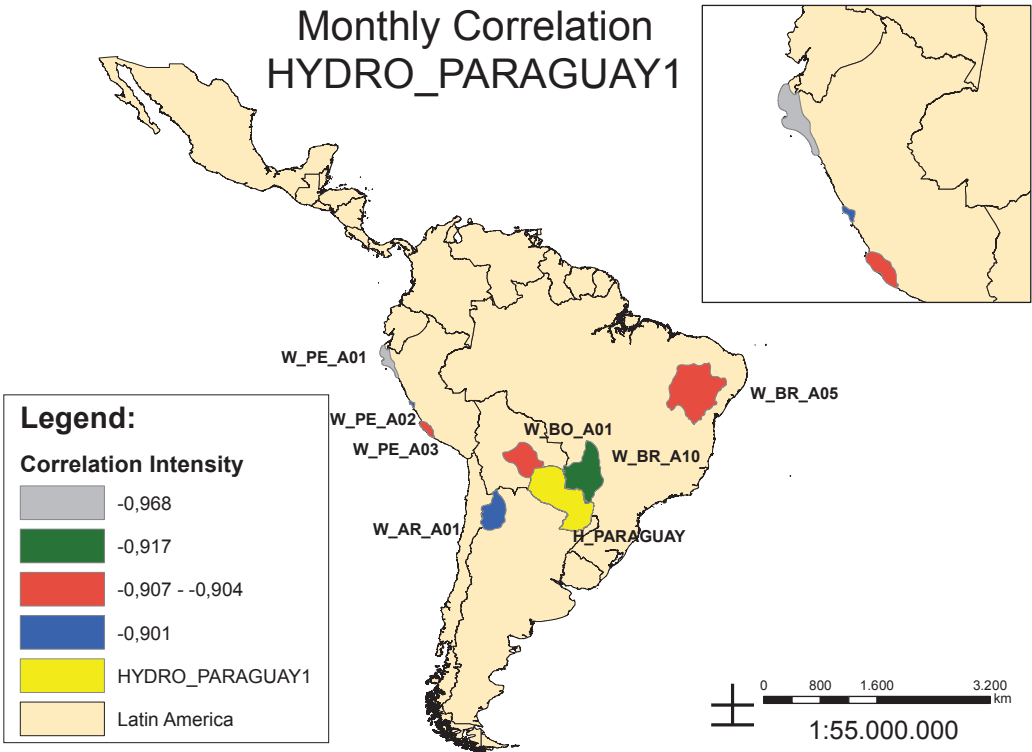 Monthly Correlation
HYDRO_PARAGUAY1
W_PE_A01
W_BR_A05
W_PE_A02
W_BO_A01
W_PE_A03
W_BR_A10
W_AR_A01
H_PARAGUAY
Legend:
Correlation Intensity
-0,968
-0,917
-0,907 - -0,904
-0,901
HYDRO_PARAGUAY1
Latin America
0 800 1.600 3.200
km
1:55.000.000